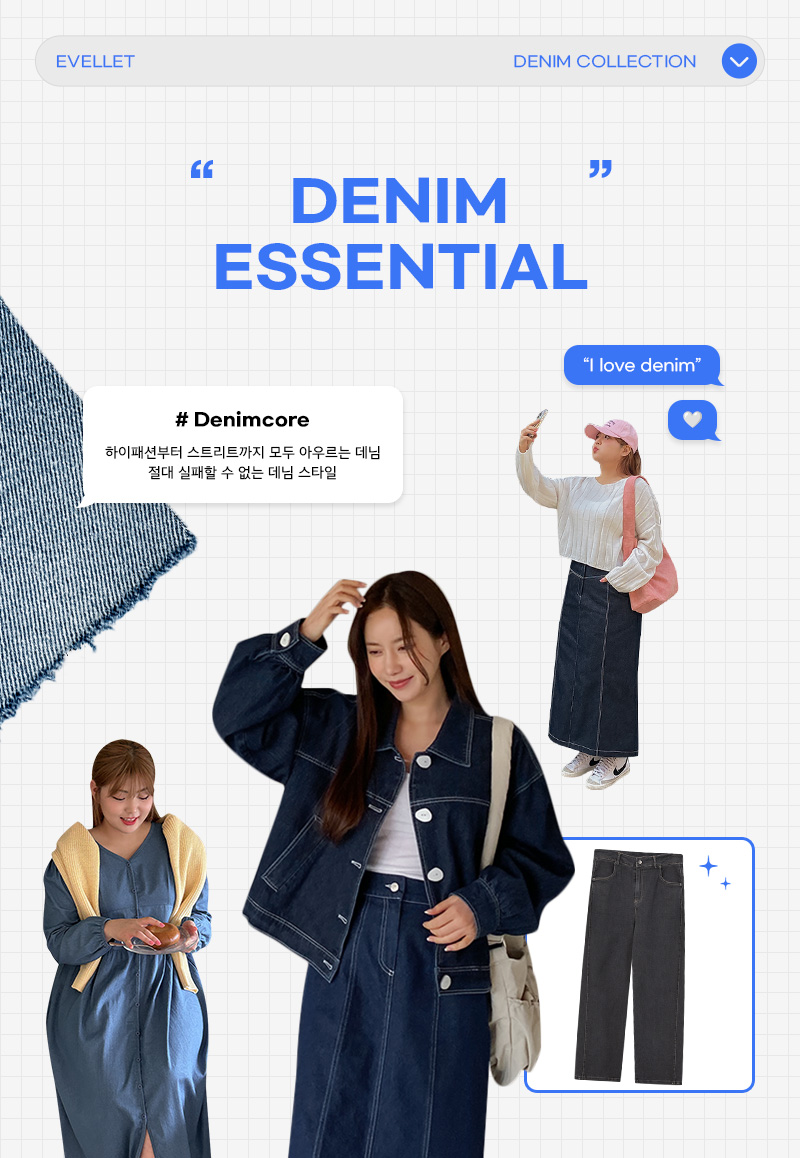 EVELLET
DENIM COLLECTION
“ ”
DENIM
ESSENTIAL
“I love denim”
# Denimcore
하이패션부터 스트리트까지 모두 아우르는 데님
절대 실패할 수 없는 데님 스타일